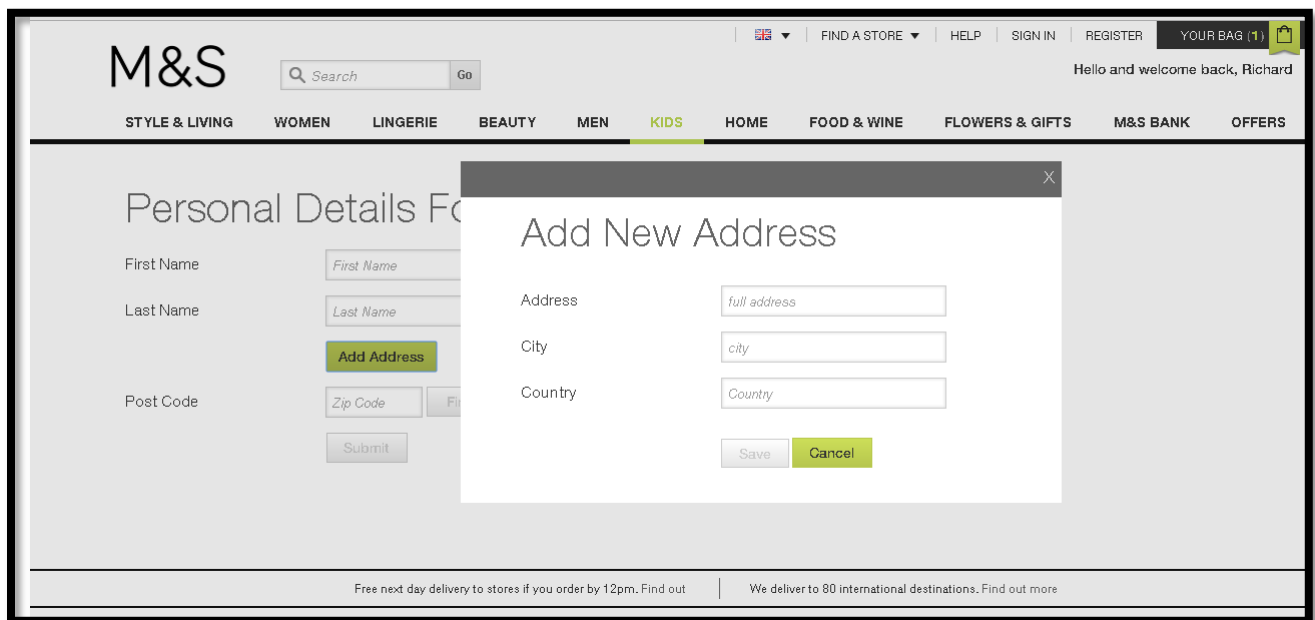 FIND A STORE HELP SIGN IN REGISTER YOUR BAG (1)
M&S
Search Go
Hello and welcome back, Richard
STYLE & LIVING WOMEN LINGERIE BEAUTY MEN KIDS HOME FOOD & WINE FLOWERS & GIFTS M&S BANK OFFERS
X
Personal Details
Add New Address
First Name First Name
Address full address
Last Name Last Name
City city
Add Address
Country Country
Post Code Zip Code
Submit
Save Cancel
Free next day delivery to stores if you order by 12pm. Find out We deliver to 80 international destinations. Find out more